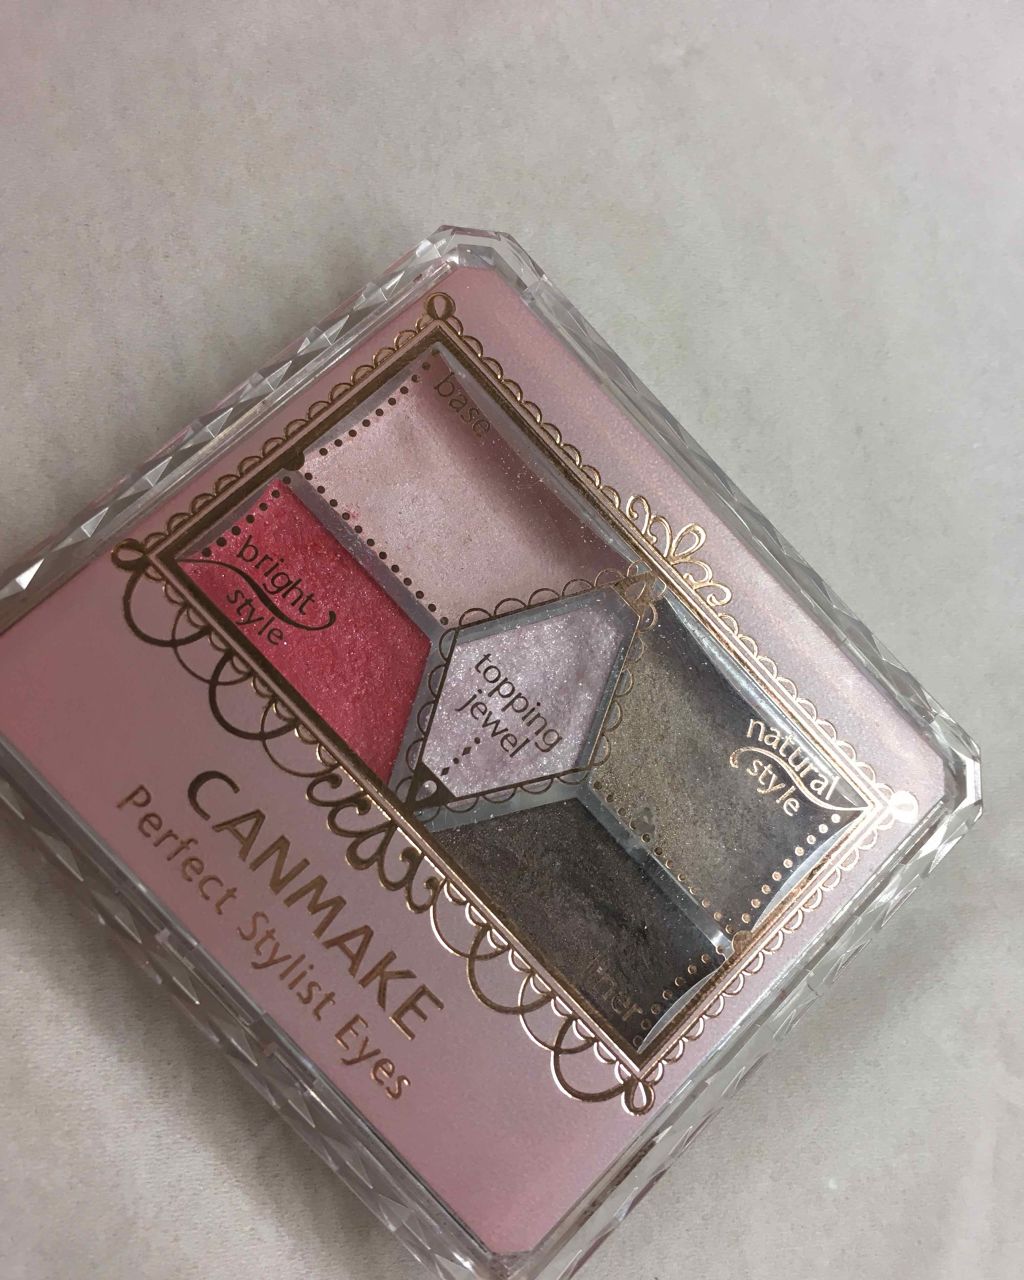 base
bright
style
topping
jewel
natural
style
liner
CANMAKE
Perfect Stylist Eyes